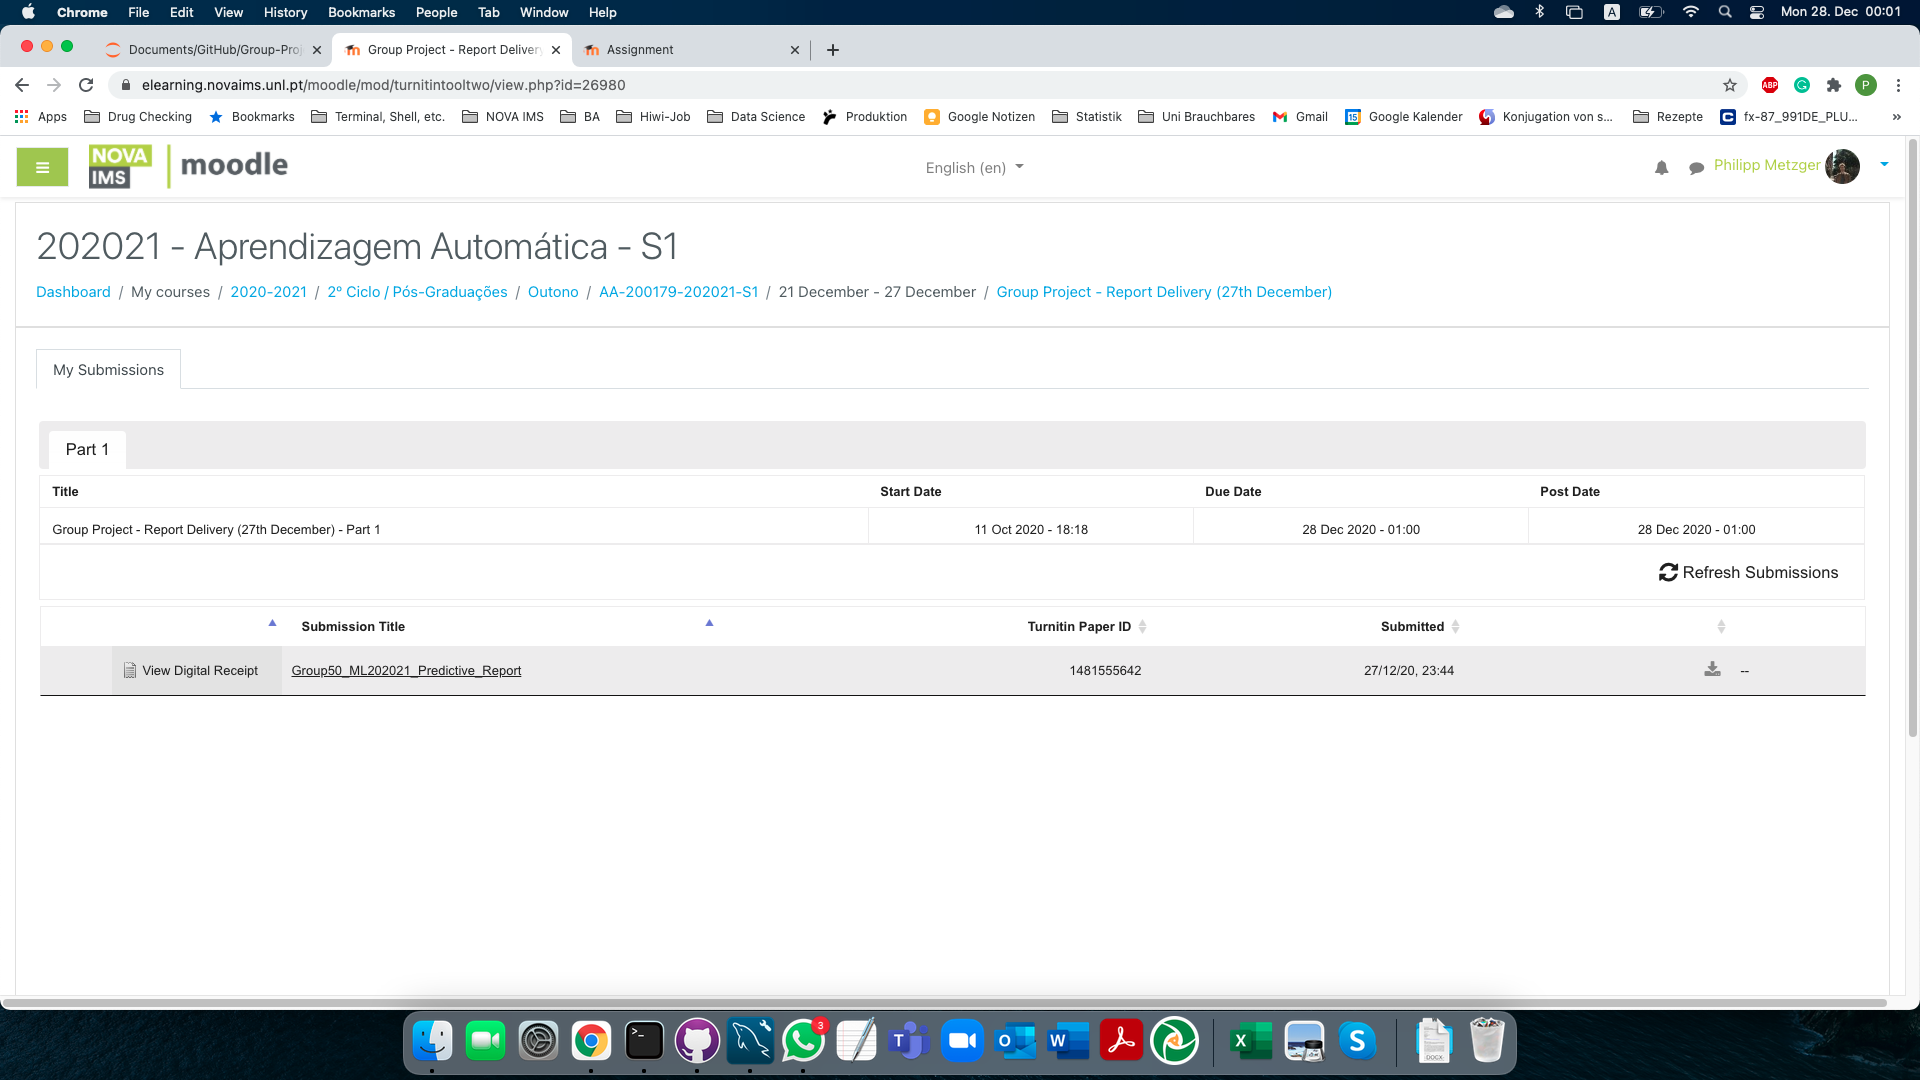 Chrome File Edit View History Bookmarks People Tab Window Help A Mon 28. Dec 00:01
Documents/GitHub/Group-Proj Group Project - Report Delivery Assignment
elearning.novaims.unl.pt/moodle/mod/turnitintooltwo/view.php?id=26980 ABP G P
Apps Drug Checking Bookmarks Terminal, Shell, etc. NOVA IMS BA Hiwi-Job Data Science Produktion Google Notizen Statistik Uni Brauchbares Gmail 15 Google Kalender Konjugation von s... Rezepte C fx-87_991DE_PLU... »
NOVA IMS moodle English (en) Philipp Metzger
202021 - Aprendizagem Automática - S1
Dashboard / My courses / 2020-2021 / 2º Ciclo / Pós-Graduações / Outono / AA-200179-202021-S1 / 21 December - 27 December / Group Project - Report Delivery (27th December)
My Submissions
Part 1
Title Start Date Due Date Post Date
Group Project - Report Delivery (27th December) - Part 1 11 Oct 2020 - 18:18 28 Dec 2020 - 01:00 28 Dec 2020 - 01:00
Refresh Submissions
Submission Title Turnitin Paper ID Submitted
View Digital Receipt Group50_ML202021_Predictive_Report 1481555642 27/12/20, 23:44 --
>_ 3 T O W X S DOCX